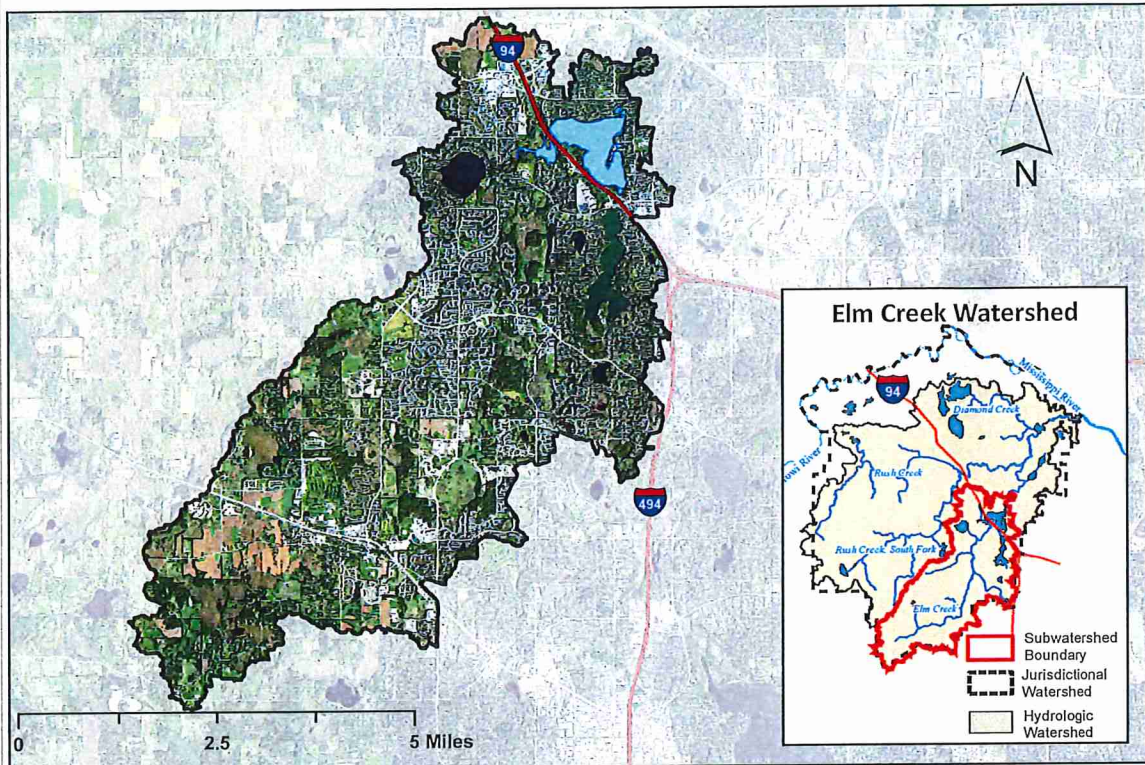 94
N
494
0 2.5 5 Miles
Elm Creek Watershed
94
Mississippi River
Diamond Creek
Rush Creek
Rush Creek, South Fork
Elm Creek
Subwatershed
Boundary
Jurisdictional
Watershed
Hydrologic
Watershed